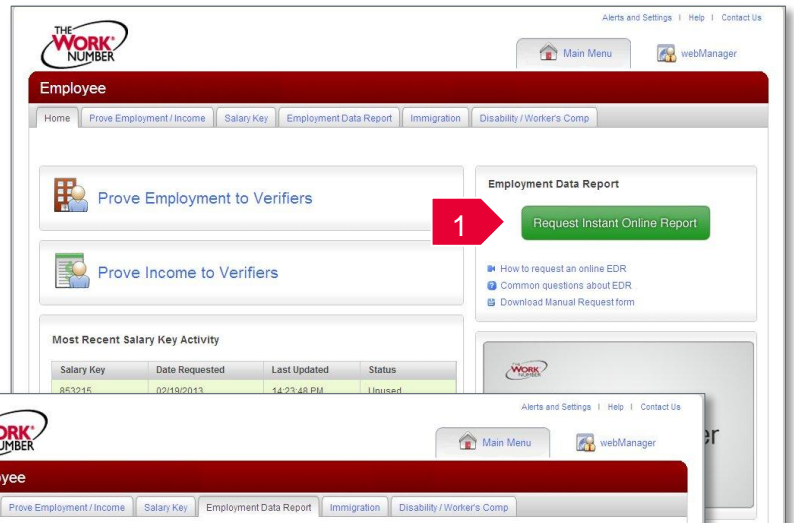 Alerts and Settings | Help | Contact Us
THE
WORK
NUMBER
Main Menu
webManager
Employee
Home Prove Employment / Income Salary Key Employment Data Report Immigration Disability / Worker's Comp
Prove Employment to Verifiers
Prove Income to Verifiers
Employment Data Report
1
Request Instant Online Report
How to request an online EDR
Common questions about EDR
Download Manual Request form
Most Recent Salary Key Activity
Salary Key Date Requested Last Updated Status
853215 02/19/2013 14:23:48 PM Unused
THE
WORK
NUMBER
er
Alerts and Settings | Help | Contact Us
ORK
UMBER
Main Menu
webManager
yee
Prove Employment / Income Salary Key Employment Data Report Immigration Disability / Worker's Comp